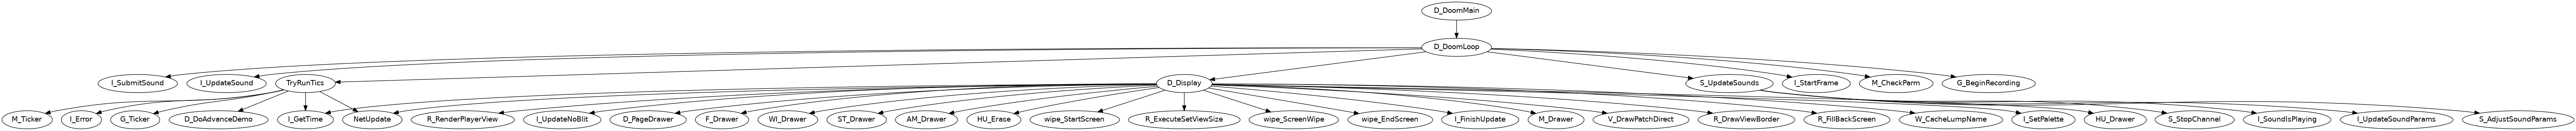 D_DoomMain
D_DoomLoop
I_SubmitSound
I_UpdateSound
TryRunTics
D_Display
S_UpdateSounds
I_StartFrame
M_CheckParm
G_BeginRecording
M_Ticker
I_Error
G_Ticker
D_DoAdvanceDemo
I_GetTime
NetUpdate
R_RenderPlayerView
I_UpdateNoBlit
D_PageDrawer
F_Drawer
WI_Drawer
ST_Drawer
AM_Drawer
HU_Erase
wipe_StartScreen
R_ExecuteSetViewSize
wipe_ScreenWipe
wipe_EndScreen
I_FinishUpdate
M_Drawer
V_DrawPatchDirect
R_DrawViewBorder
R_FillBackScreen
W_CacheLumpName
I_SetPalette
HU_Drawer
S_StopChannel
I_SoundIsPlaying
I_UpdateSoundParams
S_AdjustSoundParams